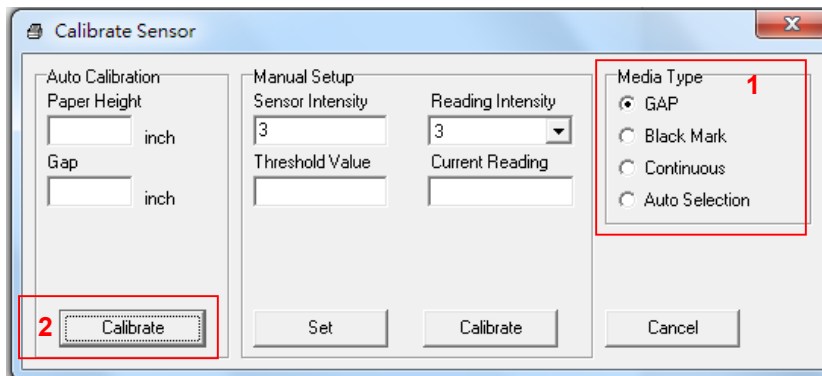 Calibrate Sensor
Auto Calibration
Paper Height
inch
Gap
inch
2
Calibrate
Manual Setup
Sensor Intensity
Reading Intensity
3
3
Threshold Value
Current Reading
Set
Calibrate
Media Type
1
GAP
Black Mark
Continuous
Auto Selection
Cancel